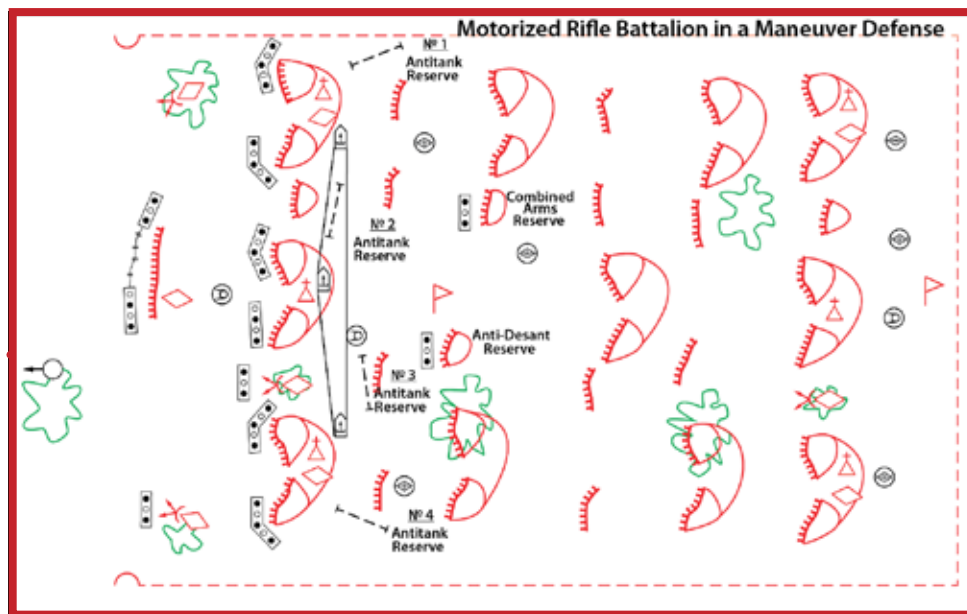 Motorized Rifle Battalion in a Maneuver Defense
№ 1
Antitank
Reserve
Combined
Arms
Reserve
№ 2
Antitank
Reserve
Anti-Desant
Reserve
№ 3
Antitank
Reserve
№ 4
Antitank
Reserve